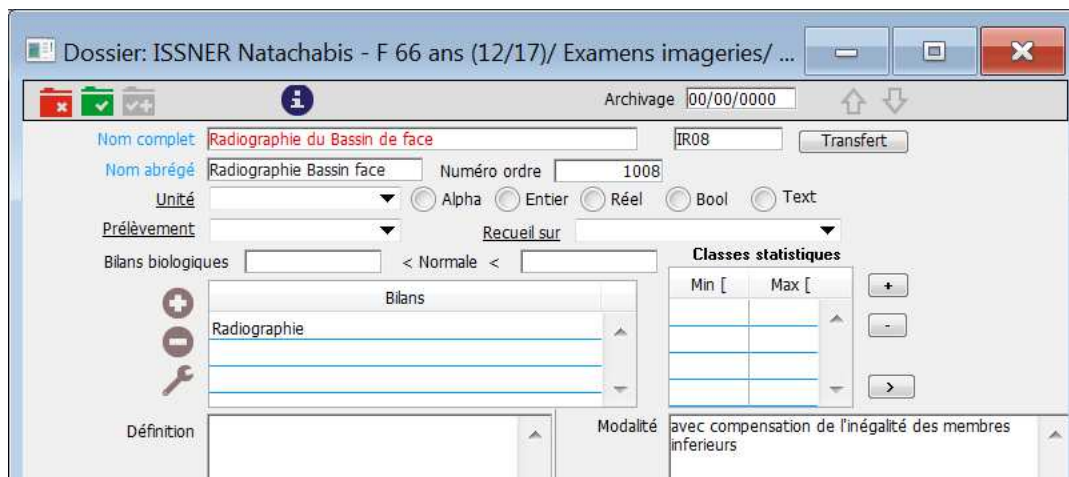 Dossier: ISSNER Natachabis - F 66 ans (12/17)/ Examens imageries/ ...
Archivage 00/00/0000
Nom complet Radiographie du Bassin de face IR08 Transfert
Nom abrégé Radiographie Bassin face Numéro ordre 1008
Unité Alpha Entier Réel Bool Text
Prélèvement Recueil sur
Bilans biologiques < Normale < Classes statistiques
Bilans Min [ Max [ +
Radiographie
-
>
Définition Modalité avec compensation de l'inégalité des membres
inferieurs